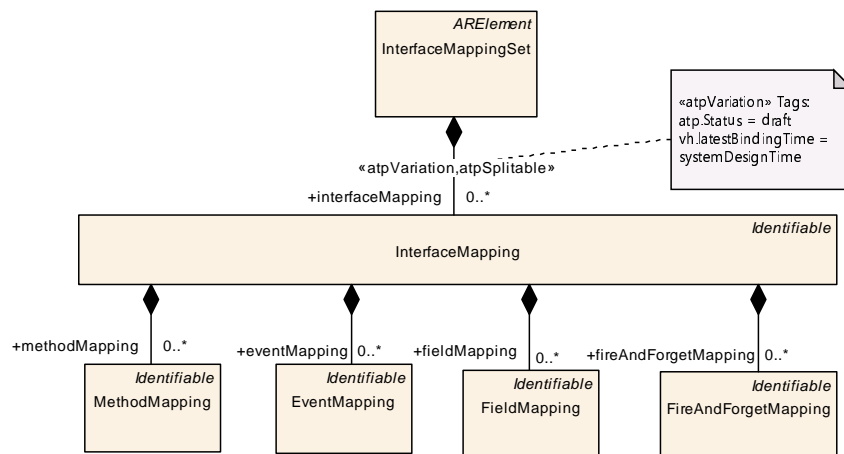 ARElement
InterfaceMappingSet
«atpVariation» Tags:
atp.Status = draft
vh.latestBindingTime =
systemDesignTime
«atpVariation,atpSplitable»
+interfaceMapping 0..*
Identifiable
InterfaceMapping
+methodMapping 0..*
+eventMapping 0..*
+fieldMapping 0..*
+fireAndForgetMapping 0..*
Identifiable
MethodMapping
Identifiable
EventMapping
Identifiable
FieldMapping
Identifiable
FireAndForgetMapping